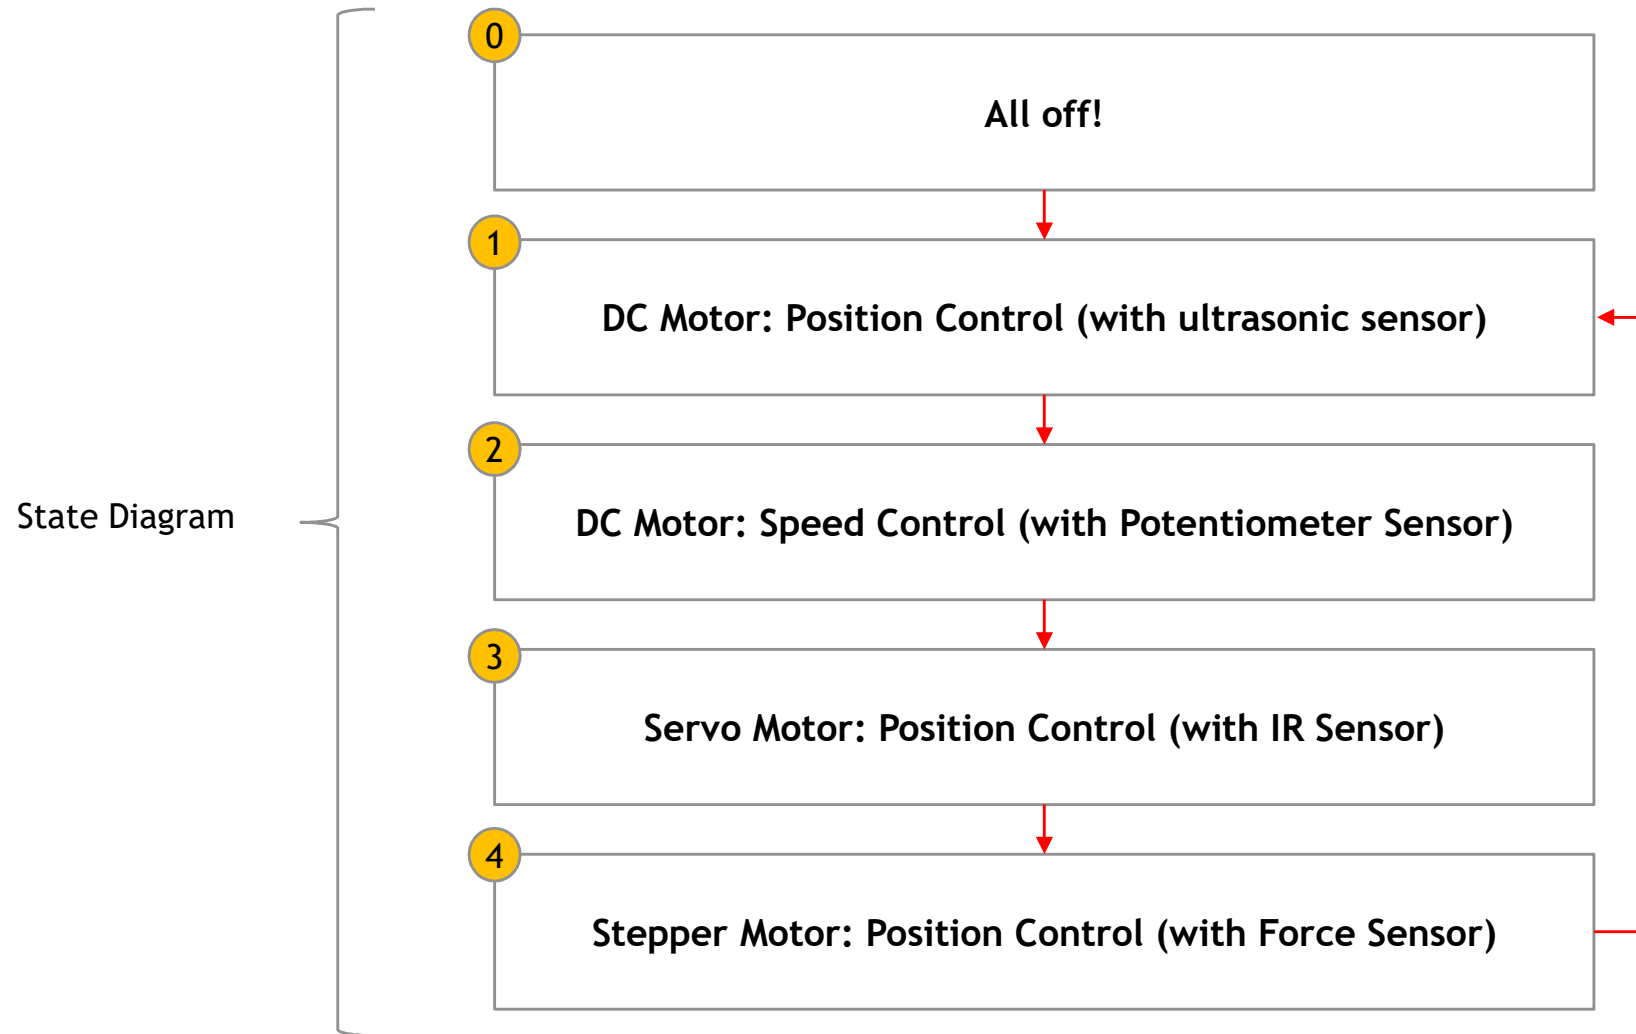 0
All off!
1
DC Motor: Position Control (with ultrasonic sensor)
2
DC Motor: Speed Control (with Potentiometer Sensor)
State Diagram
3
Servo Motor: Position Control (with IR Sensor)
4
Stepper Motor: Position Control (with Force Sensor)